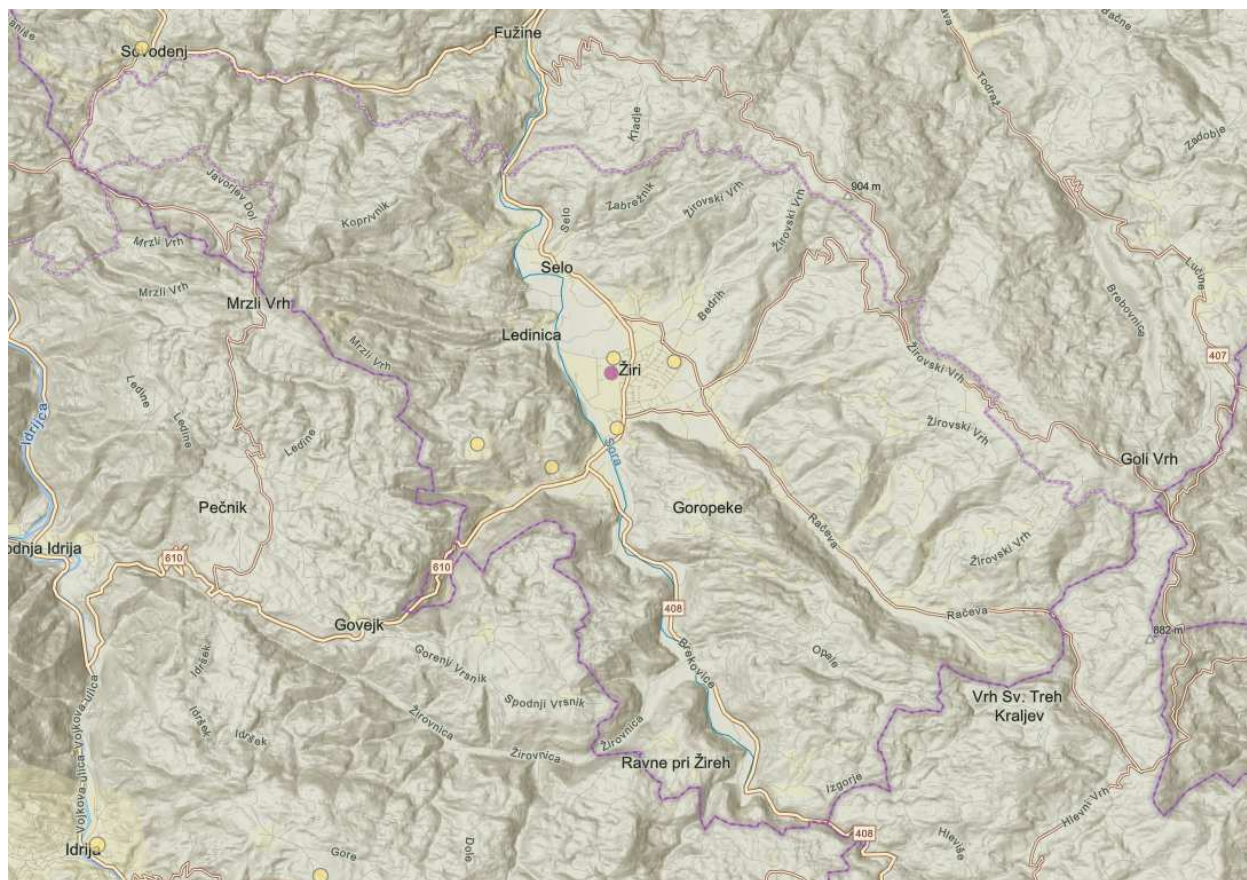 Fužine
Sovodenj
Todraž
Zadobje
Kladje
Javorjev Dol
904 m
Koprivnik
Selo
Zabrežnik
Žirovski Vrh
Žirovski Vrh
Mrzli Vrh
Lučine
Selo
Mrzli Vrh
Brebovnice
Mrzli Vrh
Bedrih
Ledinica
Mrzli Vrh
407
Žirovski Vrh
Žiri
Ledine
Ledine
Ledine
Idrijca
Žirovski Vrh
Sora
Goli Vrh
Pečnik
Goropeke
Račeva
odnja Idrija
Žirovski Vrh
610
610
408
Račeva
Govejk
882 m
Brekovice
Opale
Gorenji Vrsnik
Idršek
Vojkova ulica
Vojkova ulica
Spodnji Vrsnik
Vrh Sv. Treh
Kraljev
Idršek
Idršek
Žirovnica
Žirovnica
Žirovnica
Ravne pri Žireh
Izgorje
Hlevni Vrh
408
Hleviše
Idrija
Gore
Dole